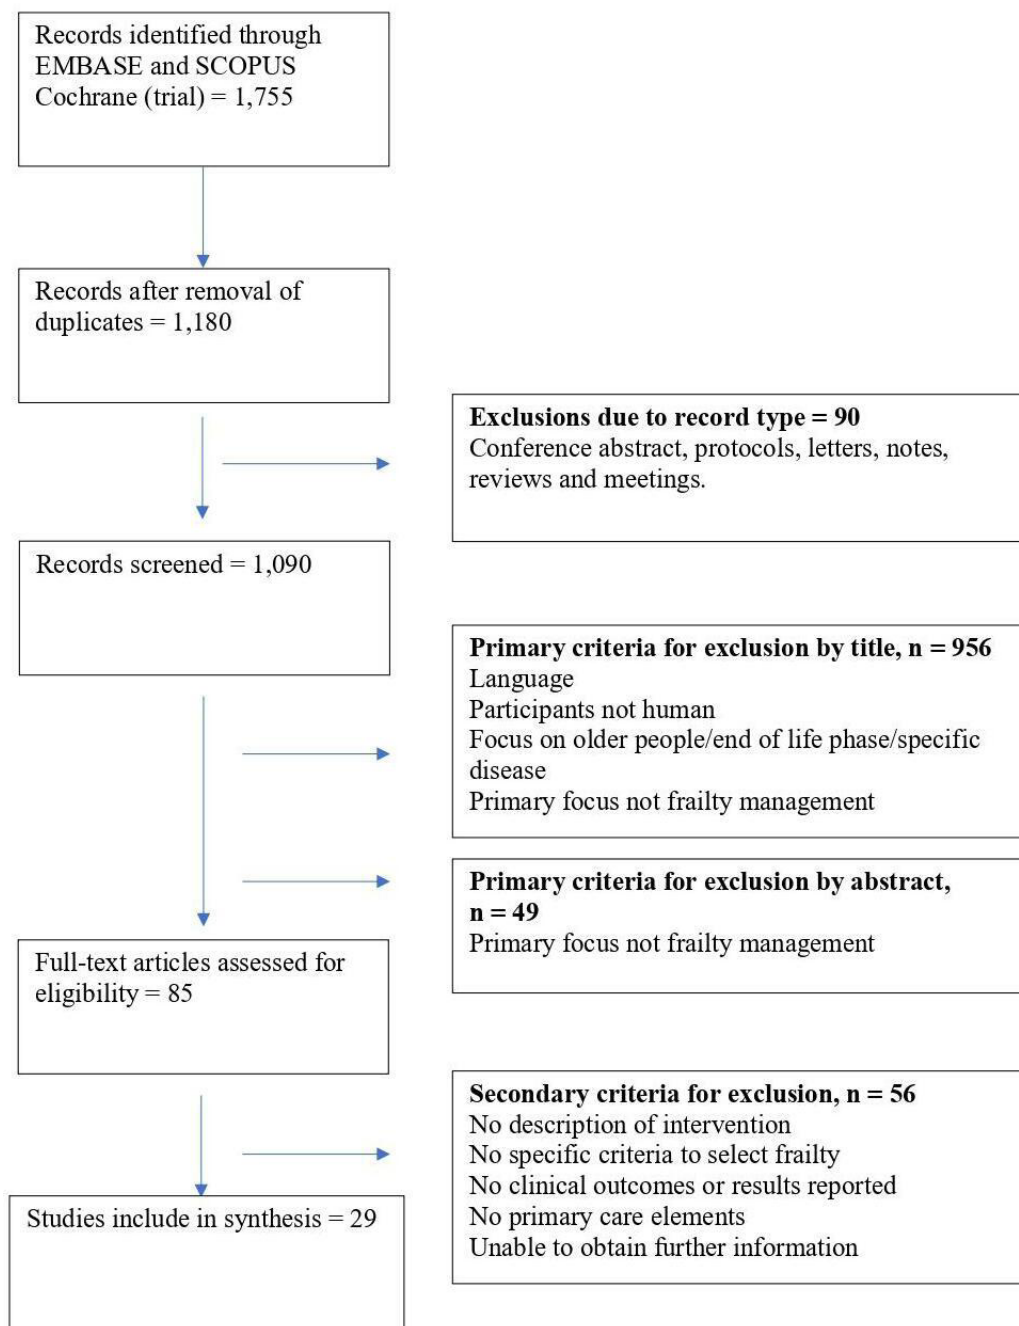 Records identified through
EMBASE and SCOPUS
Cochrane (trial) = 1,755
Records after removal of
duplicates = 1,180
Exclusions due to record type = 90
Conference abstract, protocols, letters, notes,
reviews and meetings.
Records screened = 1,090
Primary criteria for exclusion by title, n = 956
Language
Participants not human
Focus on older people/end of life phase/specific
disease
Primary focus not frailty management
Primary criteria for exclusion by abstract,
n = 49
Primary focus not frailty management
Full-text articles assessed for
eligibility = 85
Secondary criteria for exclusion, n = 56
No description of intervention
No specific criteria to select frailty
No clinical outcomes or results reported
No primary care elements
Unable to obtain further information
Studies include in synthesis = 29